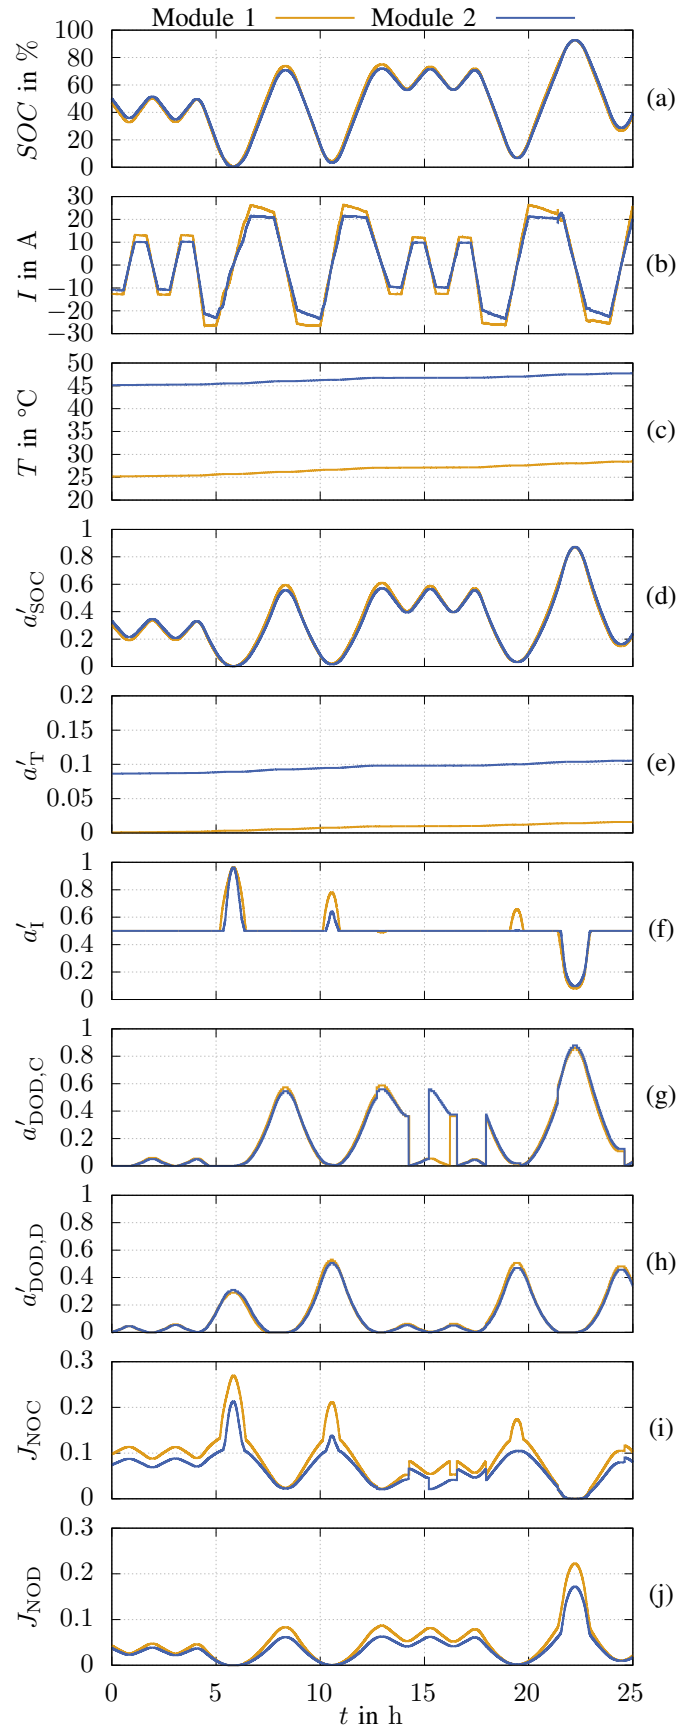 Module 1 Module 2
SOC in %
100
80
60
40
20
0
(a)
I in A
30
20
10
0
−10
−20
−30
(b)
T in °C
50
45
40
35
30
25
20
(c)
a′SOC
1
0.8
0.6
0.4
0.2
0
(d)
a′T
0.2
0.15
0.1
0.05
0
(e)
a′I
1
0.8
0.6
0.4
0.2
0
(f)
a′DOD,C
1
0.8
0.6
0.4
0.2
0
(g)
a′DOD,D
1
0.8
0.6
0.4
0.2
0
(h)
JNOC
0.3
0.2
0.1
0
(i)
JNOD
0.3
0.2
0.1
0
(j)
0 5 10 15 20 25
t in h